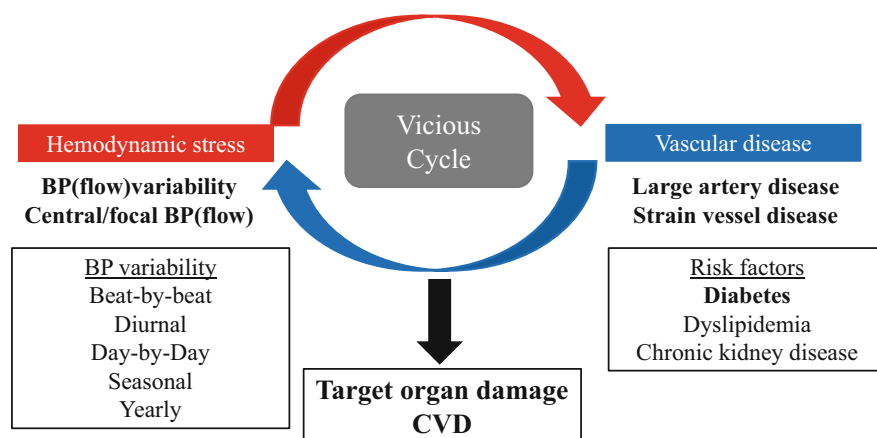 Vicious
Cycle
Hemodynamic stress
BP(flow)variability
Central/focal BP(flow)
Vascular disease
Large artery disease
Strain vessel disease
BP variability
Beat-by-beat
Diurnal
Day-by-Day
Seasonal
Yearly
Risk factors
Diabetes
Dyslipidemia
Chronic kidney disease
Target organ damage
CVD